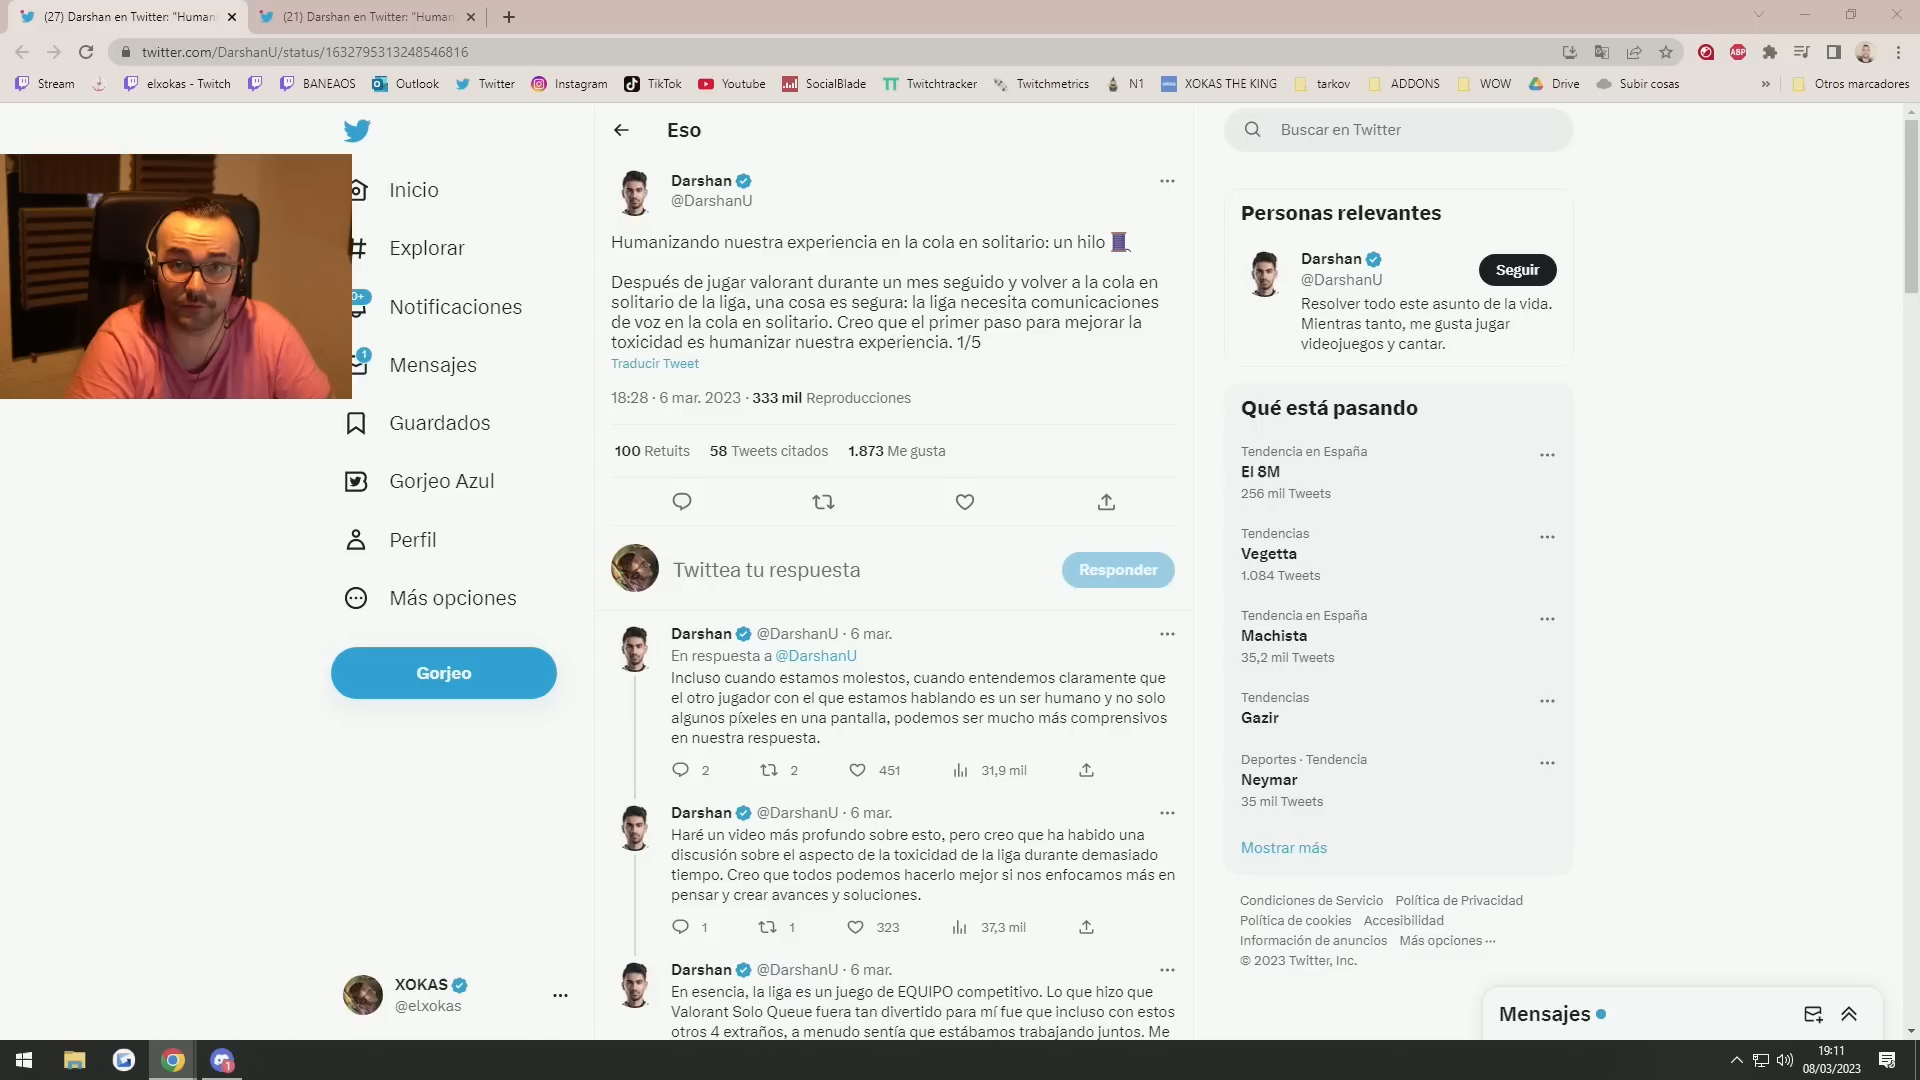 (27) Darshan en Twitter: "Human
(21) Darshan en Twitter: "Human
twitter.com/DarshanU/status/1632795313248546816
Stream
elxokas - Twitch
BANEAOS
Outlook
Twitter
Instagram
TikTok
Youtube
SocialBlade
Twitchtracker
Twitchmetrics
N1
XOKAS THE KING
tarkov
ADDONS
WOW
Drive
Subir cosas
»
Otros marcadores
ABP
Inicio
Explorar
Notificaciones
0+
Mensajes
1
Guardados
Gorjeo Azul
Perfil
Más opciones
Gorjeo
XOKAS
@elxokas
Eso
Darshan
@DarshanU
Humanizando nuestra experiencia en la cola en solitario: un hilo
Después de jugar valorant durante un mes seguido y volver a la cola en
solitario de la liga, una cosa es segura: la liga necesita comunicaciones
de voz en la cola en solitario. Creo que el primer paso para mejorar la
toxicidad es humanizar nuestra experiencia. 1/5
Traducir Tweet
18:28 · 6 mar. 2023 · 333 mil Reproducciones
100 Retuits 58 Tweets citados 1.873 Me gusta
Twittea tu respuesta
Responder
Darshan @DarshanU · 6 mar.
En respuesta a @DarshanU
Incluso cuando estamos molestos, cuando entendemos claramente que
el otro jugador con el que estamos hablando es un ser humano y no solo
algunos píxeles en una pantalla, podemos ser mucho más comprensivos
en nuestra respuesta.
2 2 451 31,9 mil
Darshan @DarshanU · 6 mar.
Haré un video más profundo sobre esto, pero creo que ha habido una
discusión sobre el aspecto de la toxicidad de la liga durante demasiado
tiempo. Creo que todos podemos hacerlo mejor si nos enfocamos más en
pensar y crear avances y soluciones.
1 1 323 37,3 mil
Darshan @DarshanU · 6 mar.
En esencia, la liga es un juego de EQUIPO competitivo. Lo que hizo que
Valorant Solo Queue fuera tan divertido para mí fue que incluso con estos
otros 4 extraños, a menudo sentía que estábamos trabajando juntos. Me
Buscar en Twitter
Personas relevantes
Darshan
@DarshanU
Seguir
Resolver todo este asunto de la vida.
Mientras tanto, me gusta jugar
videojuegos y cantar.
Qué está pasando
Tendencia en España
El 8M
256 mil Tweets
Tendencias
Vegetta
1.084 Tweets
Tendencia en España
Machista
35,2 mil Tweets
Tendencias
Gazir
Deportes · Tendencia
Neymar
35 mil Tweets
Mostrar más
Condiciones de Servicio Política de Privacidad
Política de cookies Accesibilidad
Información de anuncios Más opciones ···
© 2023 Twitter, Inc.
Mensajes
1
19:11
08/03/2023